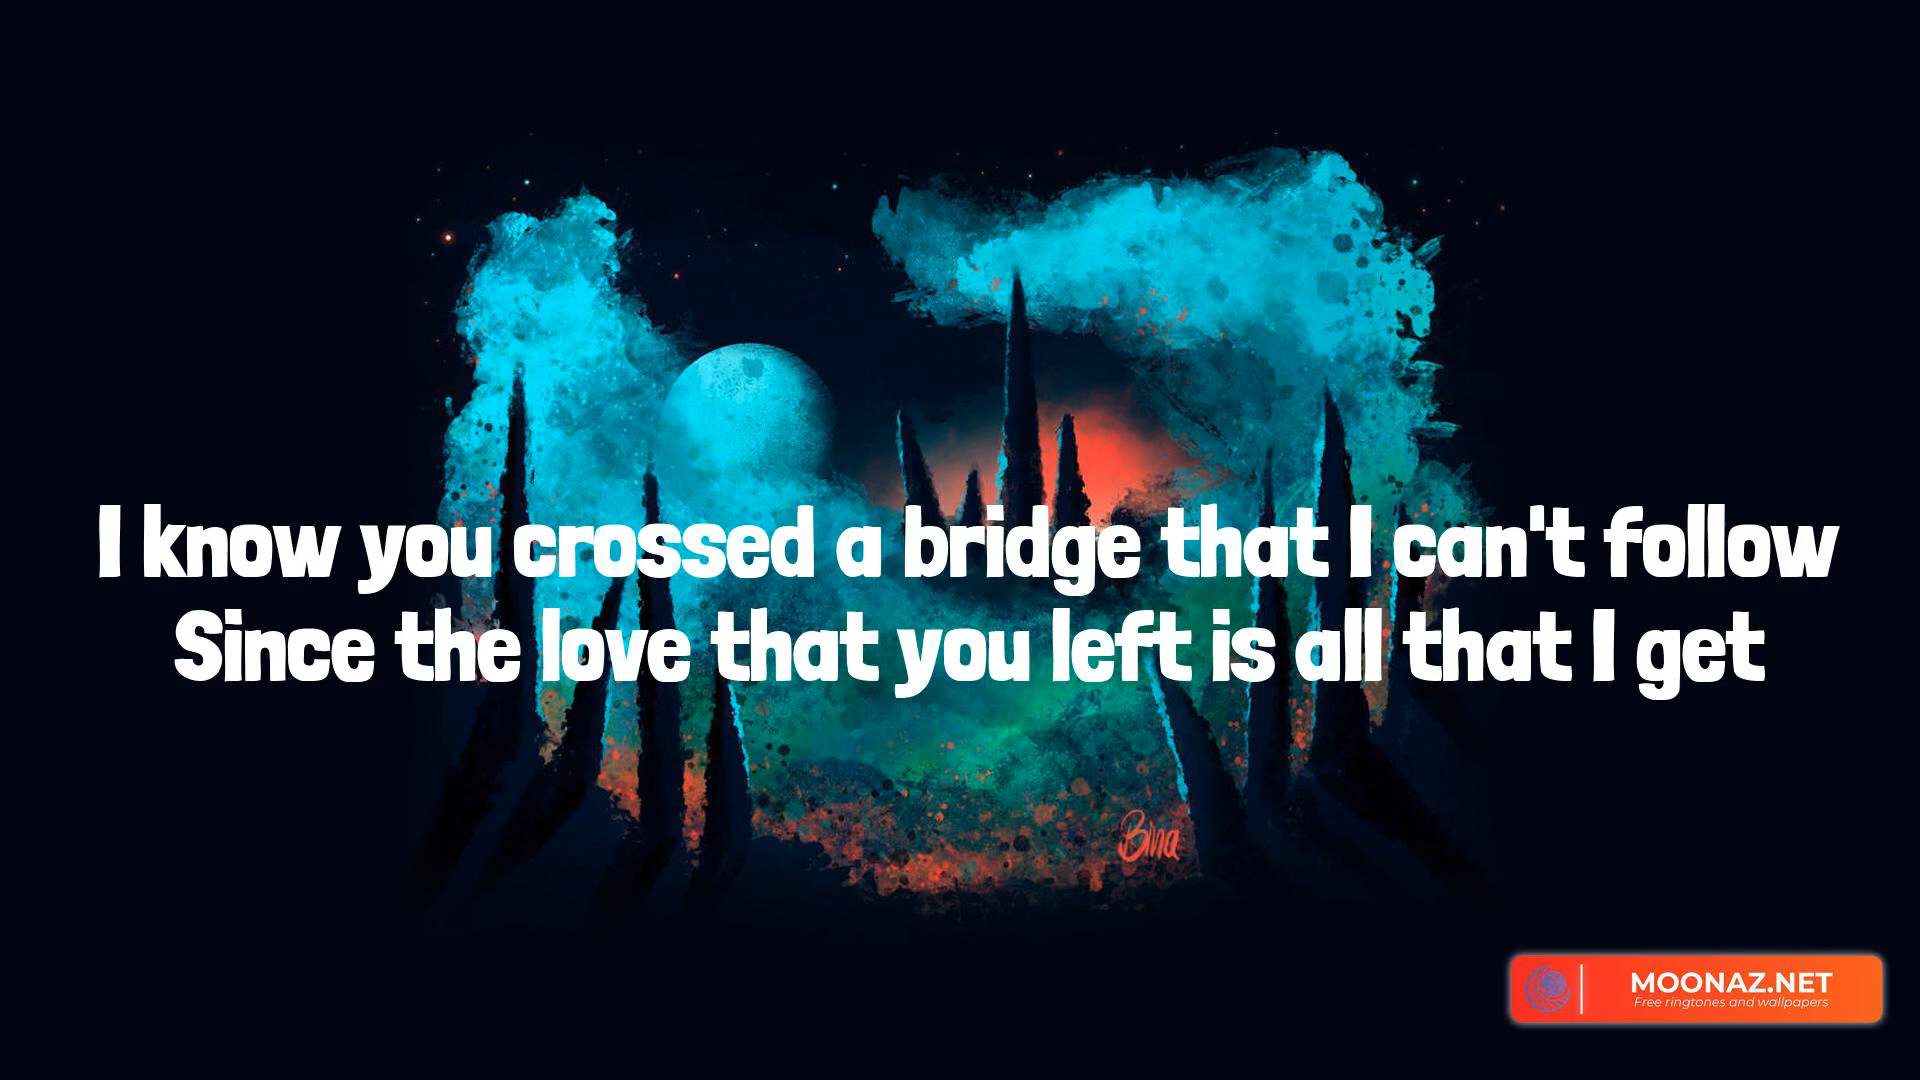 I know you crossed a bridge that I can't follow
Since the love that you left is all that I get
Bina
MOONAZ.NET
Free ringtones and wallpapers